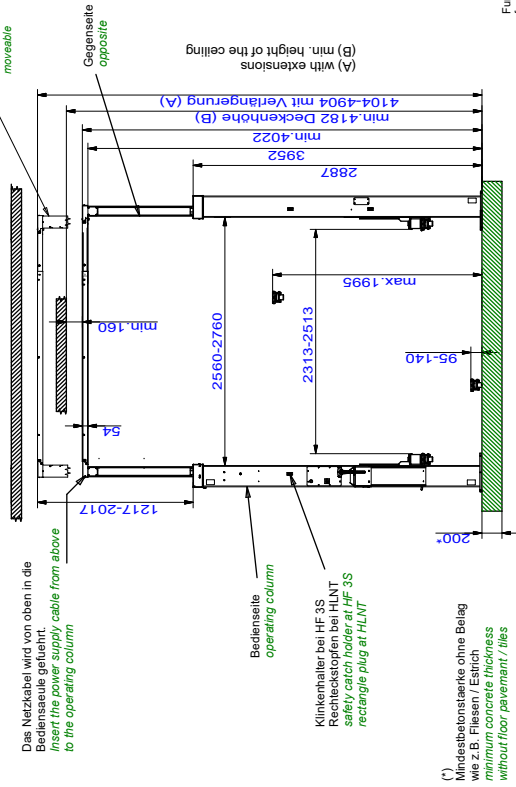 moveable
Gegenseite
opposite
(A) with extensions
(B) min. height of the ceiling
4104-4904 mit Verlängerung (A)
min.4182 Deckenhöhe (B)
min.4022
3952
2887
min.160
54
1217-2017
2560-2760
2313-2513
max.1995
95-140
200*
Das Netzkabel wird von oben in die
Bediensaeule gefuehrt.
Insert the power supply cable from above
to the operating column
Bedienseite
operating column
Klinkenhalter bei HF 3S
Rechteckstopfen bei HLNT
safety catch holder at HF 3S
rectangle plug at HLNT
(*)
Mindestbetonstaerke ohne Belag
wie z.B. Fliesen / Estrich
minimum concrete thickness
without floor pavemant / tiles